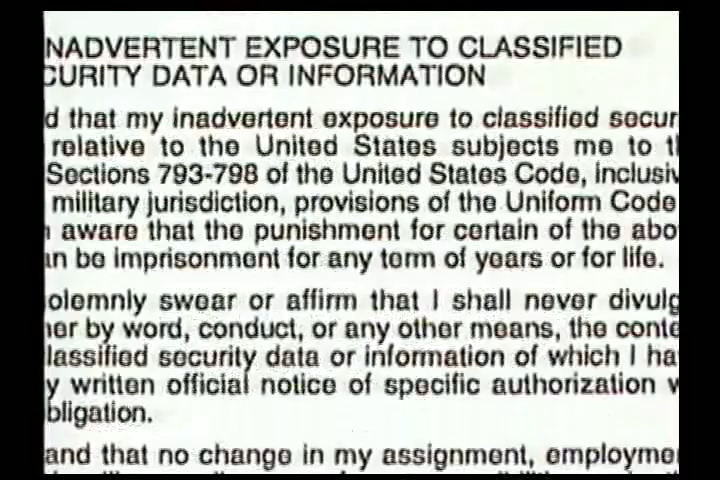 NADVERTENT EXPOSURE TO CLASSIFIED
CURITY DATA OR INFORMATION
d that my inadvertent exposure to classified secur
relative to the United States subjects me to t
Sections 793-798 of the United States Code, inclusiv
military jurisdiction, provisions of the Uniform Code
aware that the punishment for certain of the abo
an be imprisonment for any term of years or for life.
olemnly swear or affirm that I shall never divulg
her by word, conduct, or any other means, the conte
lassified security data or information of which I ha
y written official notice of specific authorization w
bligation.
and that no change in my assignment, employme